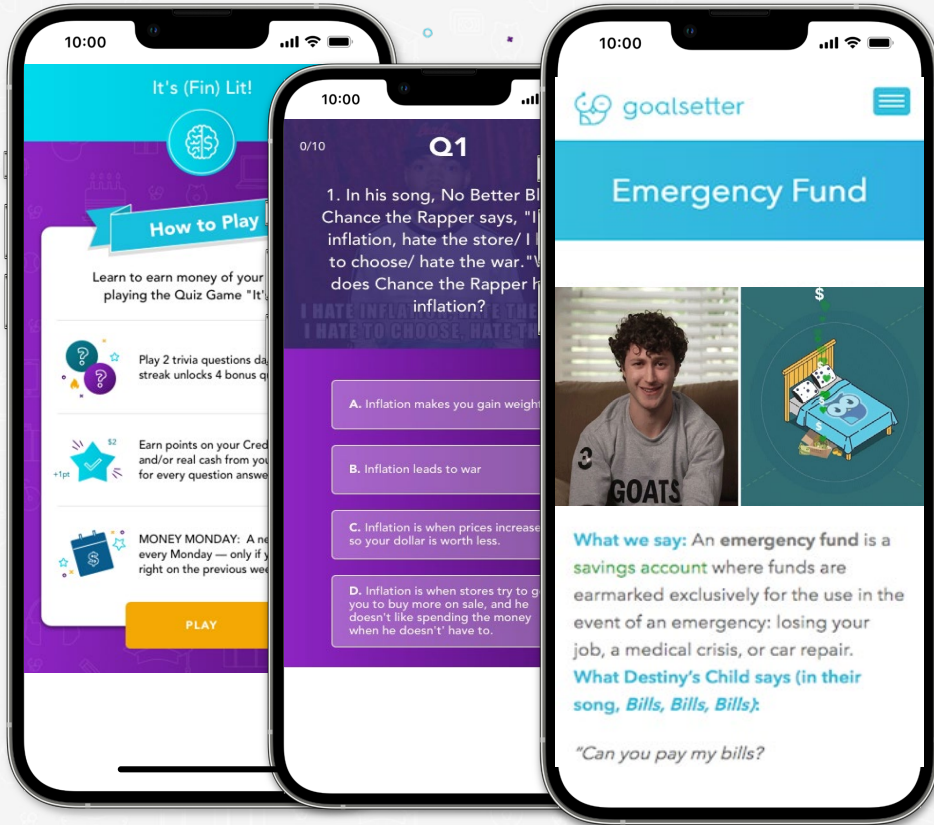 10:00
It's (Fin) Lit!
How to Play
Learn to earn money of your
playing the Quiz Game "It'
Play 2 trivia questions da
streak unlocks 4 bonus q
$2
+1pt
Earn points on your Cred
and/or real cash from you
for every question answe
MONEY MONDAY: A ne
every Monday — only if y
right on the previous wee
PLAY
10:00
0/10
Q1
1. In his song, No Better Bl
Chance the Rapper says, "I
inflation, hate the store/ I h
to choose/ hate the war."
does Chance the Rapper h
inflation?
I HATE INFLATION
I HATE TO CHOOSE, HATE TH
A. Inflation makes you gain weight
B. Inflation leads to war
C. Inflation is when prices increase
so your dollar is worth less.
D. Inflation is when stores try to g
you to buy more on sale, and he
doesn't like spending the money
when he doesn't' have to.
10:00
goalsetter
Emergency Fund
GOATS
What we say: An emergency fund is a
savings account where funds are
earmarked exclusively for the use in the
event of an emergency: losing your
job, a medical crisis, or car repair.
What Destiny's Child says (in their
song, Bills, Bills, Bills):
"Can you pay my bills?